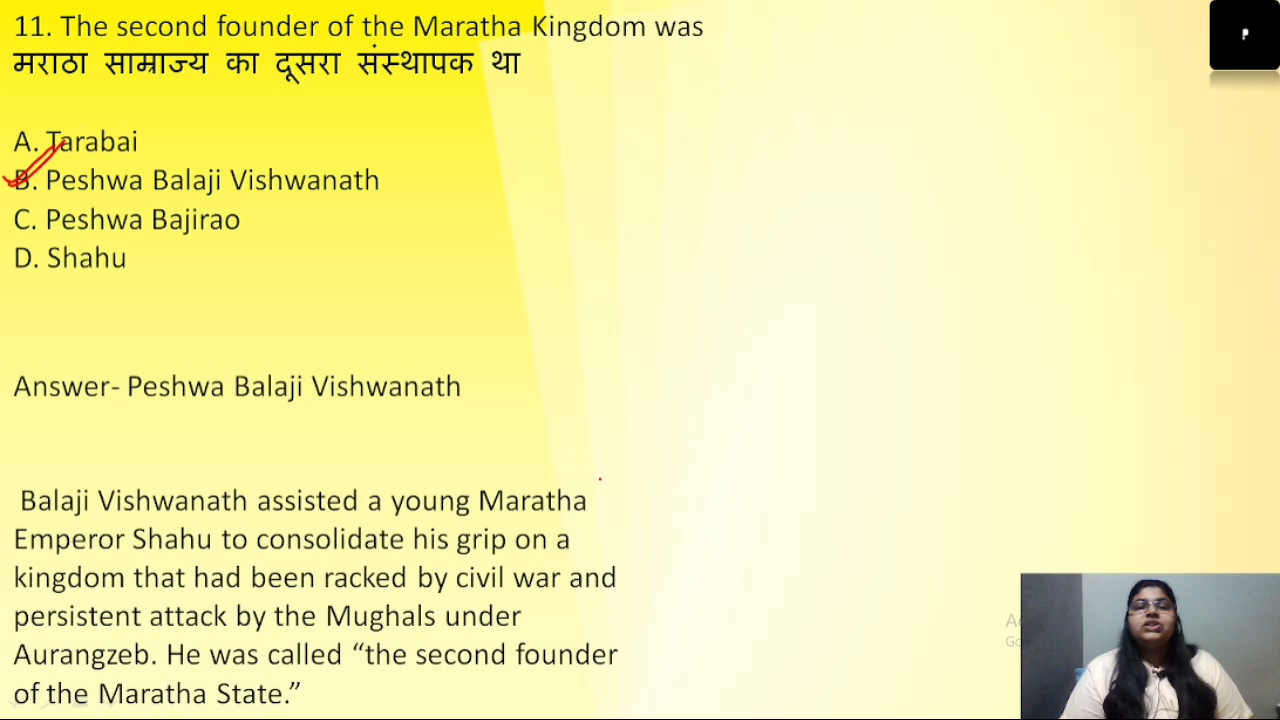 11. The second founder of the Maratha Kingdom was
मराठा साम्राज्य का दूसरा संस्थापक था
A. Tarabai
B. Peshwa Balaji Vishwanath
C. Peshwa Bajirao
D. Shahu
Answer- Peshwa Balaji Vishwanath
Balaji Vishwanath assisted a young Maratha
Emperor Shahu to consolidate his grip on a
kingdom that had been racked by civil war and
persistent attack by the Mughals under
Aurangzeb. He was called “the second founder
of the Maratha State.”